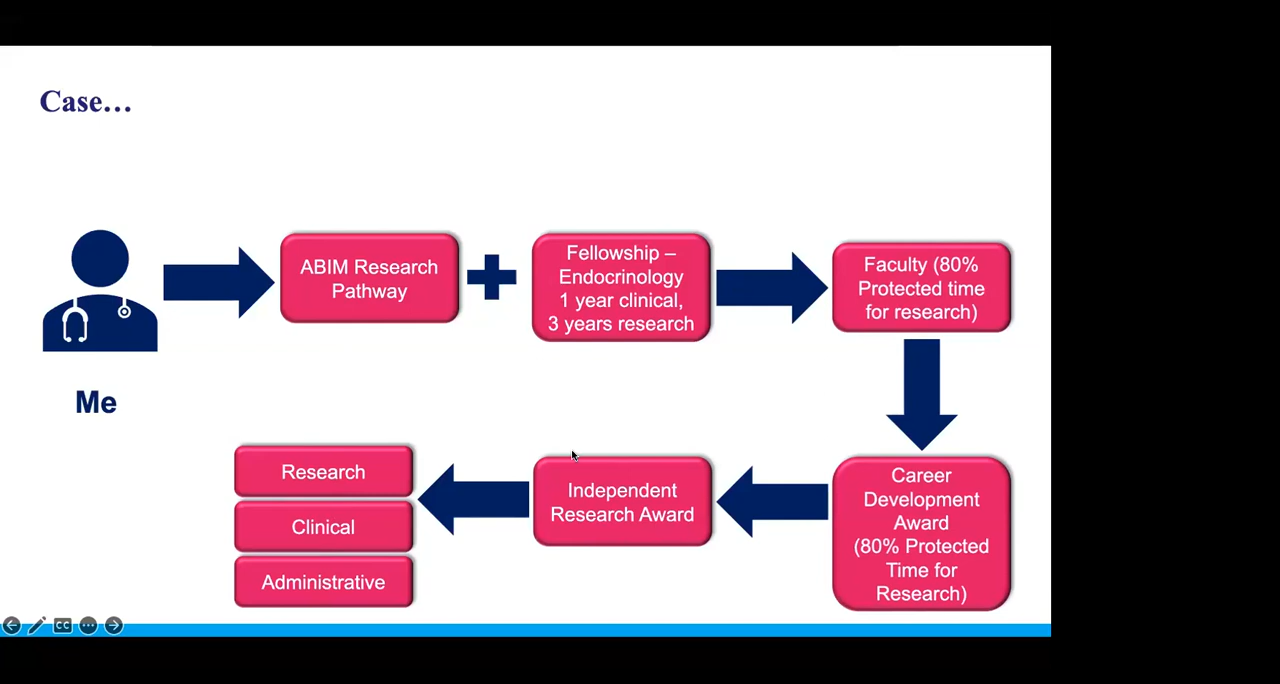 Case…
ABIM Research
Pathway
Fellowship –
Endocrinology
1 year clinical,
3 years research
Faculty (80%
Protected time
for research)
Me
Career
Development
Award
(80% Protected
Time for
Research)
Independent
Research Award
Research
Clinical
Administrative
CC